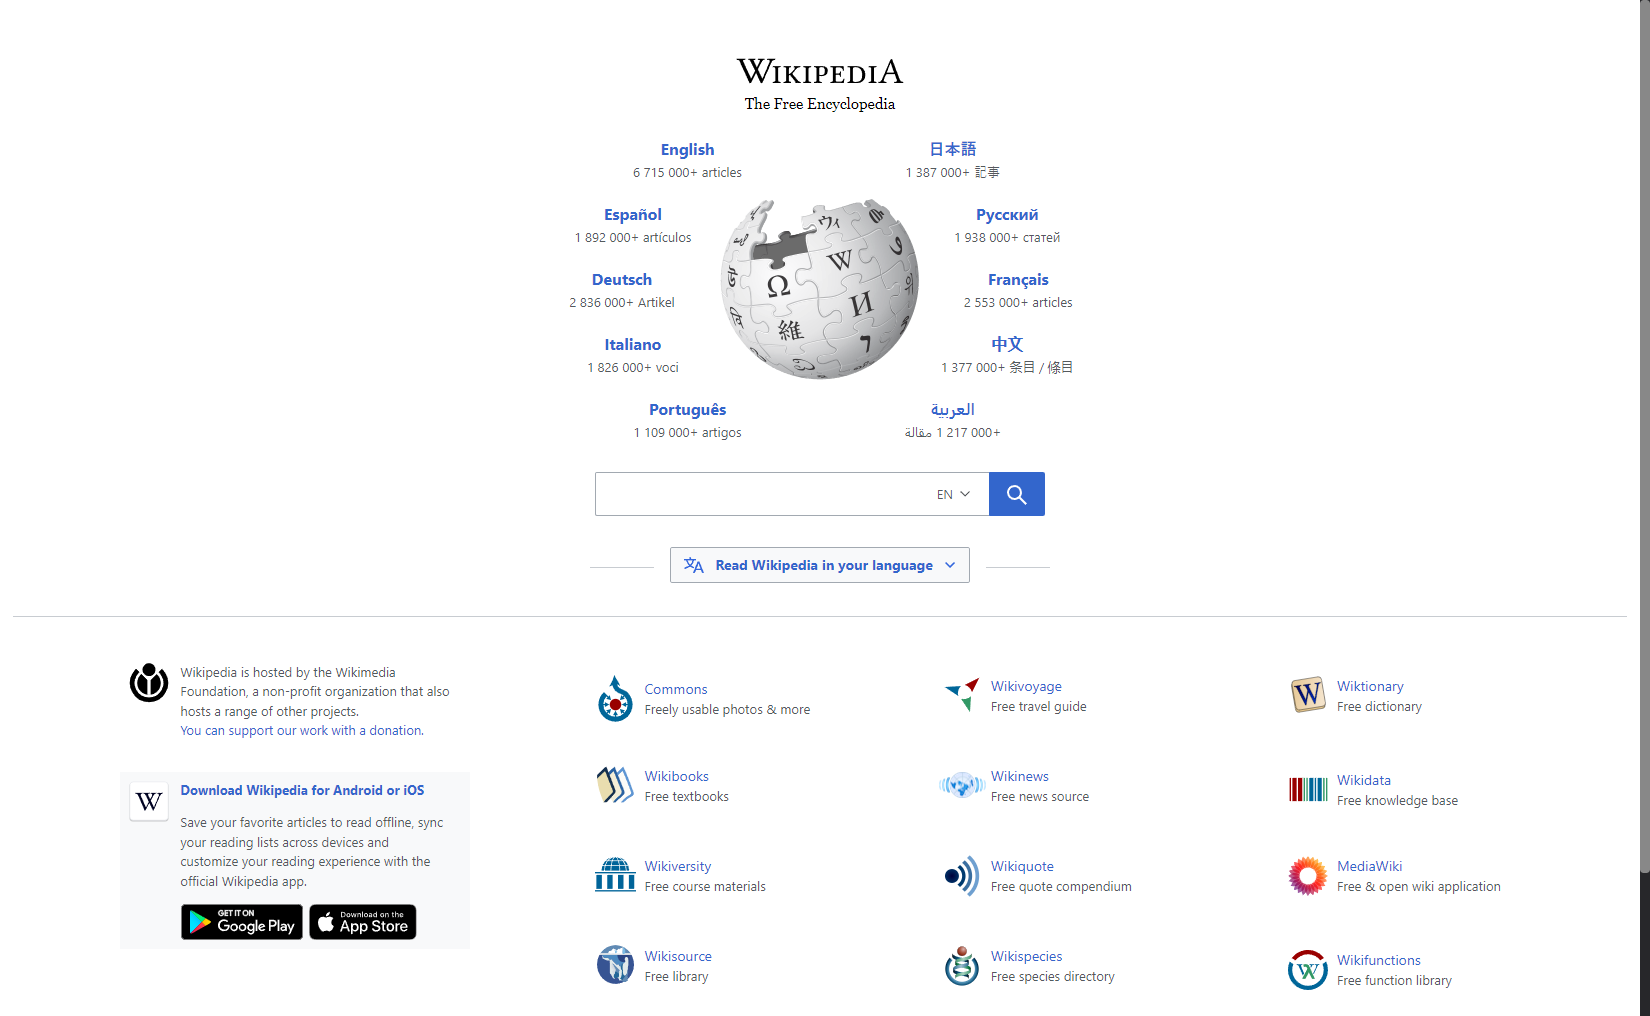 WIKIPEDIA
The Free Encyclopedia
English
6 715 000+ articles
日本語
1 387 000+ 記事
Español
1 892 000+ artículos
Русский
1 938 000+ статей
Deutsch
2 836 000+ Artikel
Français
2 553 000+ articles
Italiano
1 826 000+ voci
中文
1 377 000+ 条目 / 條目
Português
1 109 000+ artigos
العربية
1 217 000+ مقالة
Ω
W
И
維
ウィ
7
EN
Read Wikipedia in your language
Wikipedia is hosted by the Wikimedia
Foundation, a non-profit organization that also
hosts a range of other projects.
You can support our work with a donation.
W
Download Wikipedia for Android or iOS
Save your favorite articles to read offline, sync
your reading lists across devices and
customize your reading experience with the
official Wikipedia app.
GET IT ON
Google Play
Download on the
App Store
Commons
Freely usable photos & more
Wikivoyage
Free travel guide
W
Wiktionary
Free dictionary
Wikibooks
Free textbooks
Wikinews
Free news source
Wikidata
Free knowledge base
Wikiversity
Free course materials
Wikiquote
Free quote compendium
MediaWiki
Free & open wiki application
Wikisource
Free library
Wikispecies
Free species directory
Wikifunctions
Free function library